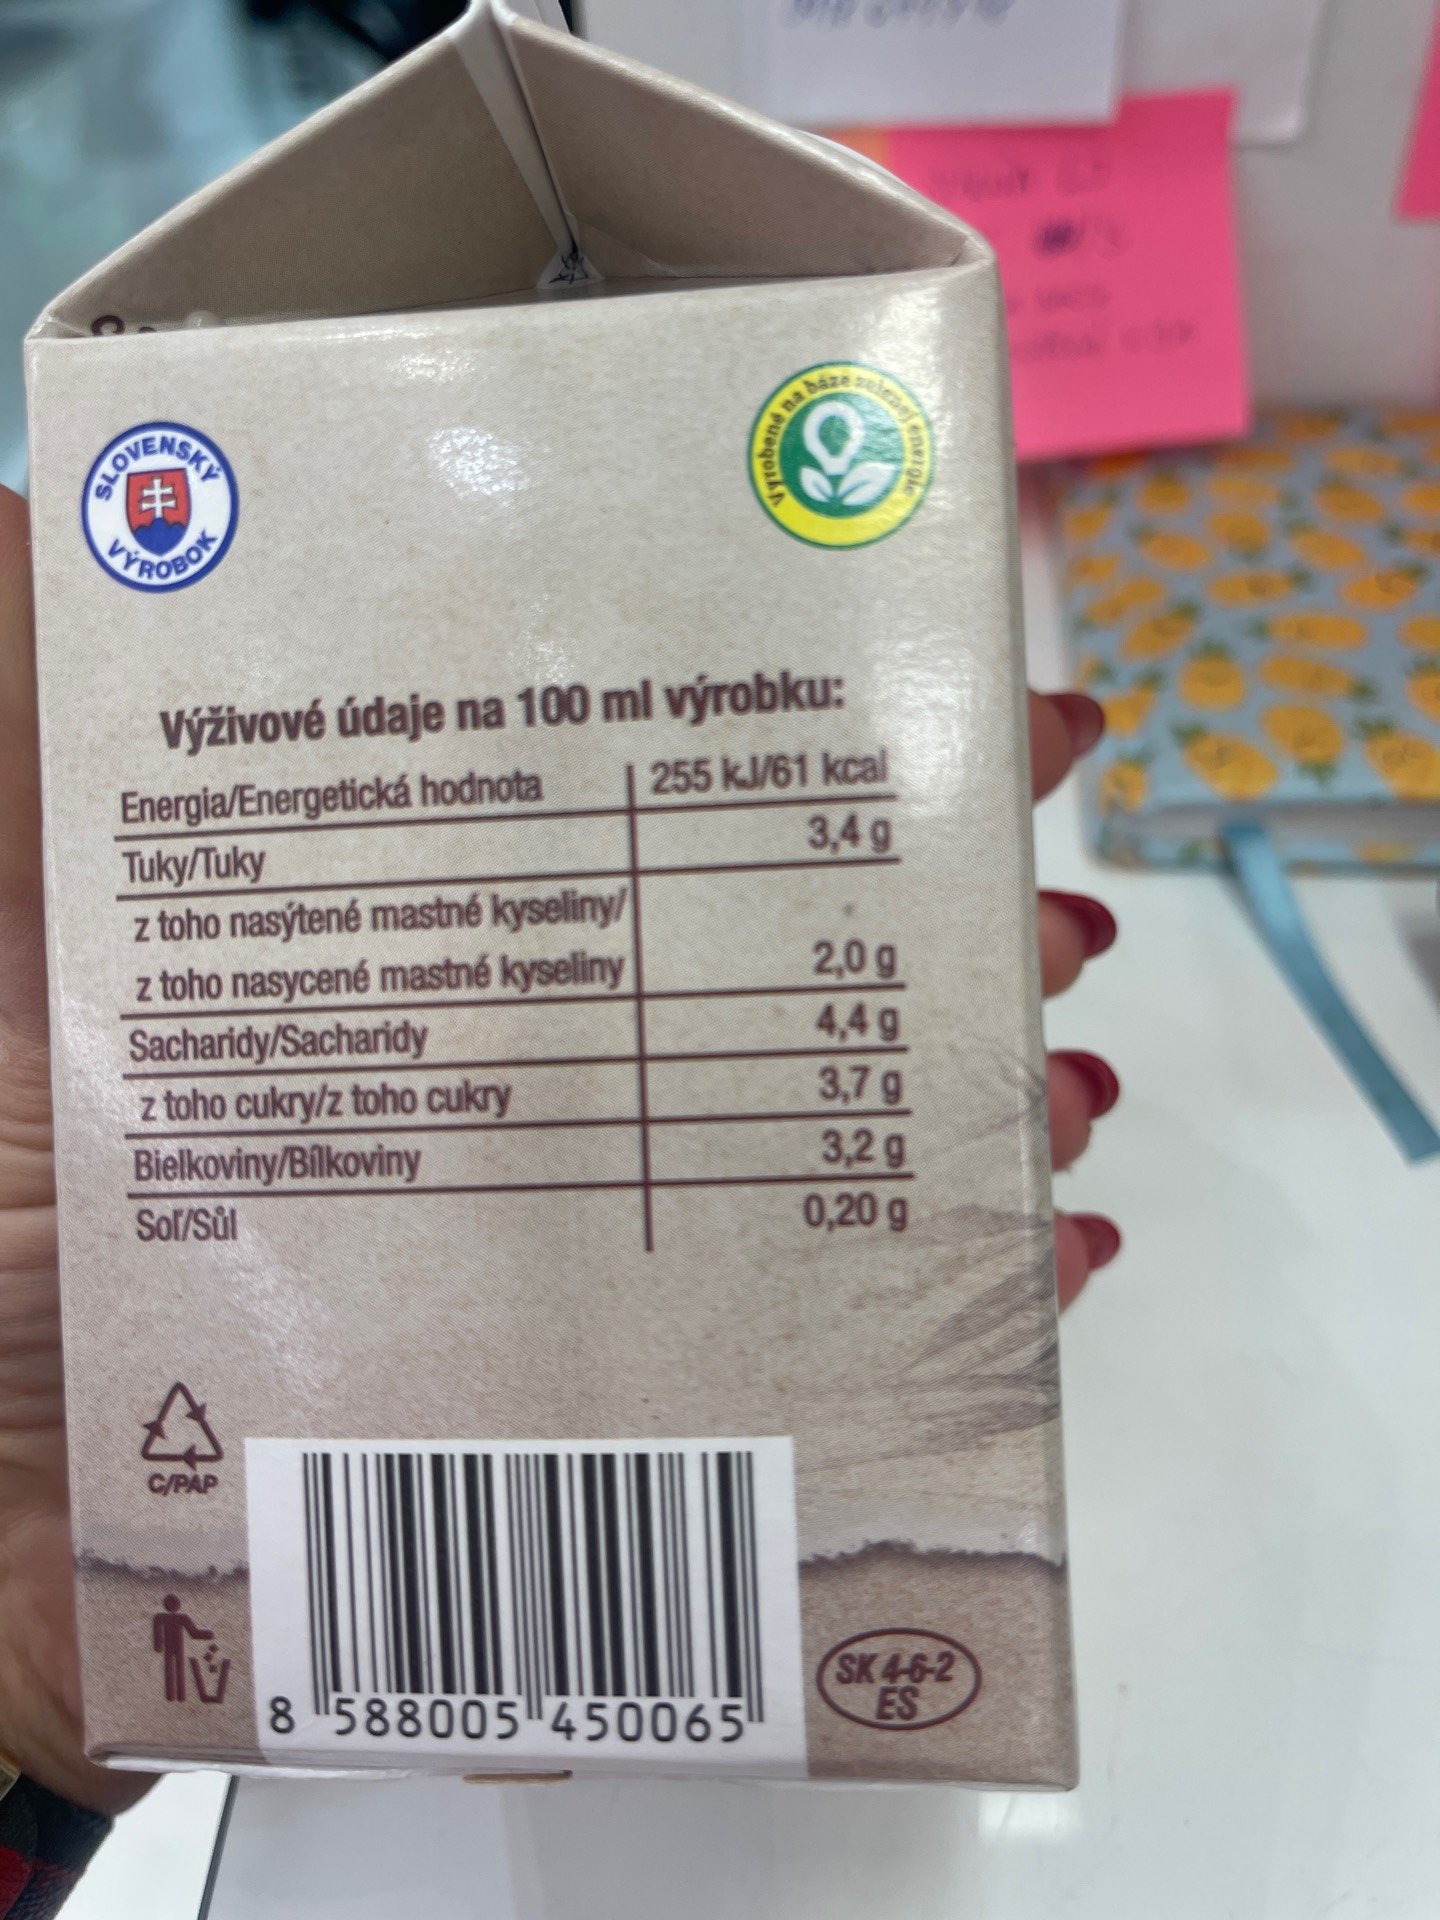 SLOVENSKÝ
VÝROBOK
Vyrobené na báze zelenej energie
Výživové údaje na 100 ml výrobku:
Energia/Energetická hodnota 255 kJ/61 kcal
Tuky/Tuky 3,4 g
z toho nasýtené mastné kyseliny/
z toho nasycené mastné kyseliny 2,0 g
Sacharidy/Sacharidy 4,4 g
z toho cukry/z toho cukry 3,7 g
Bielkoviny/Bílkoviny 3,2 g
Soľ/Sůl 0,20 g
C/PAP
8 588005 450065
SK 4-6-2
ES